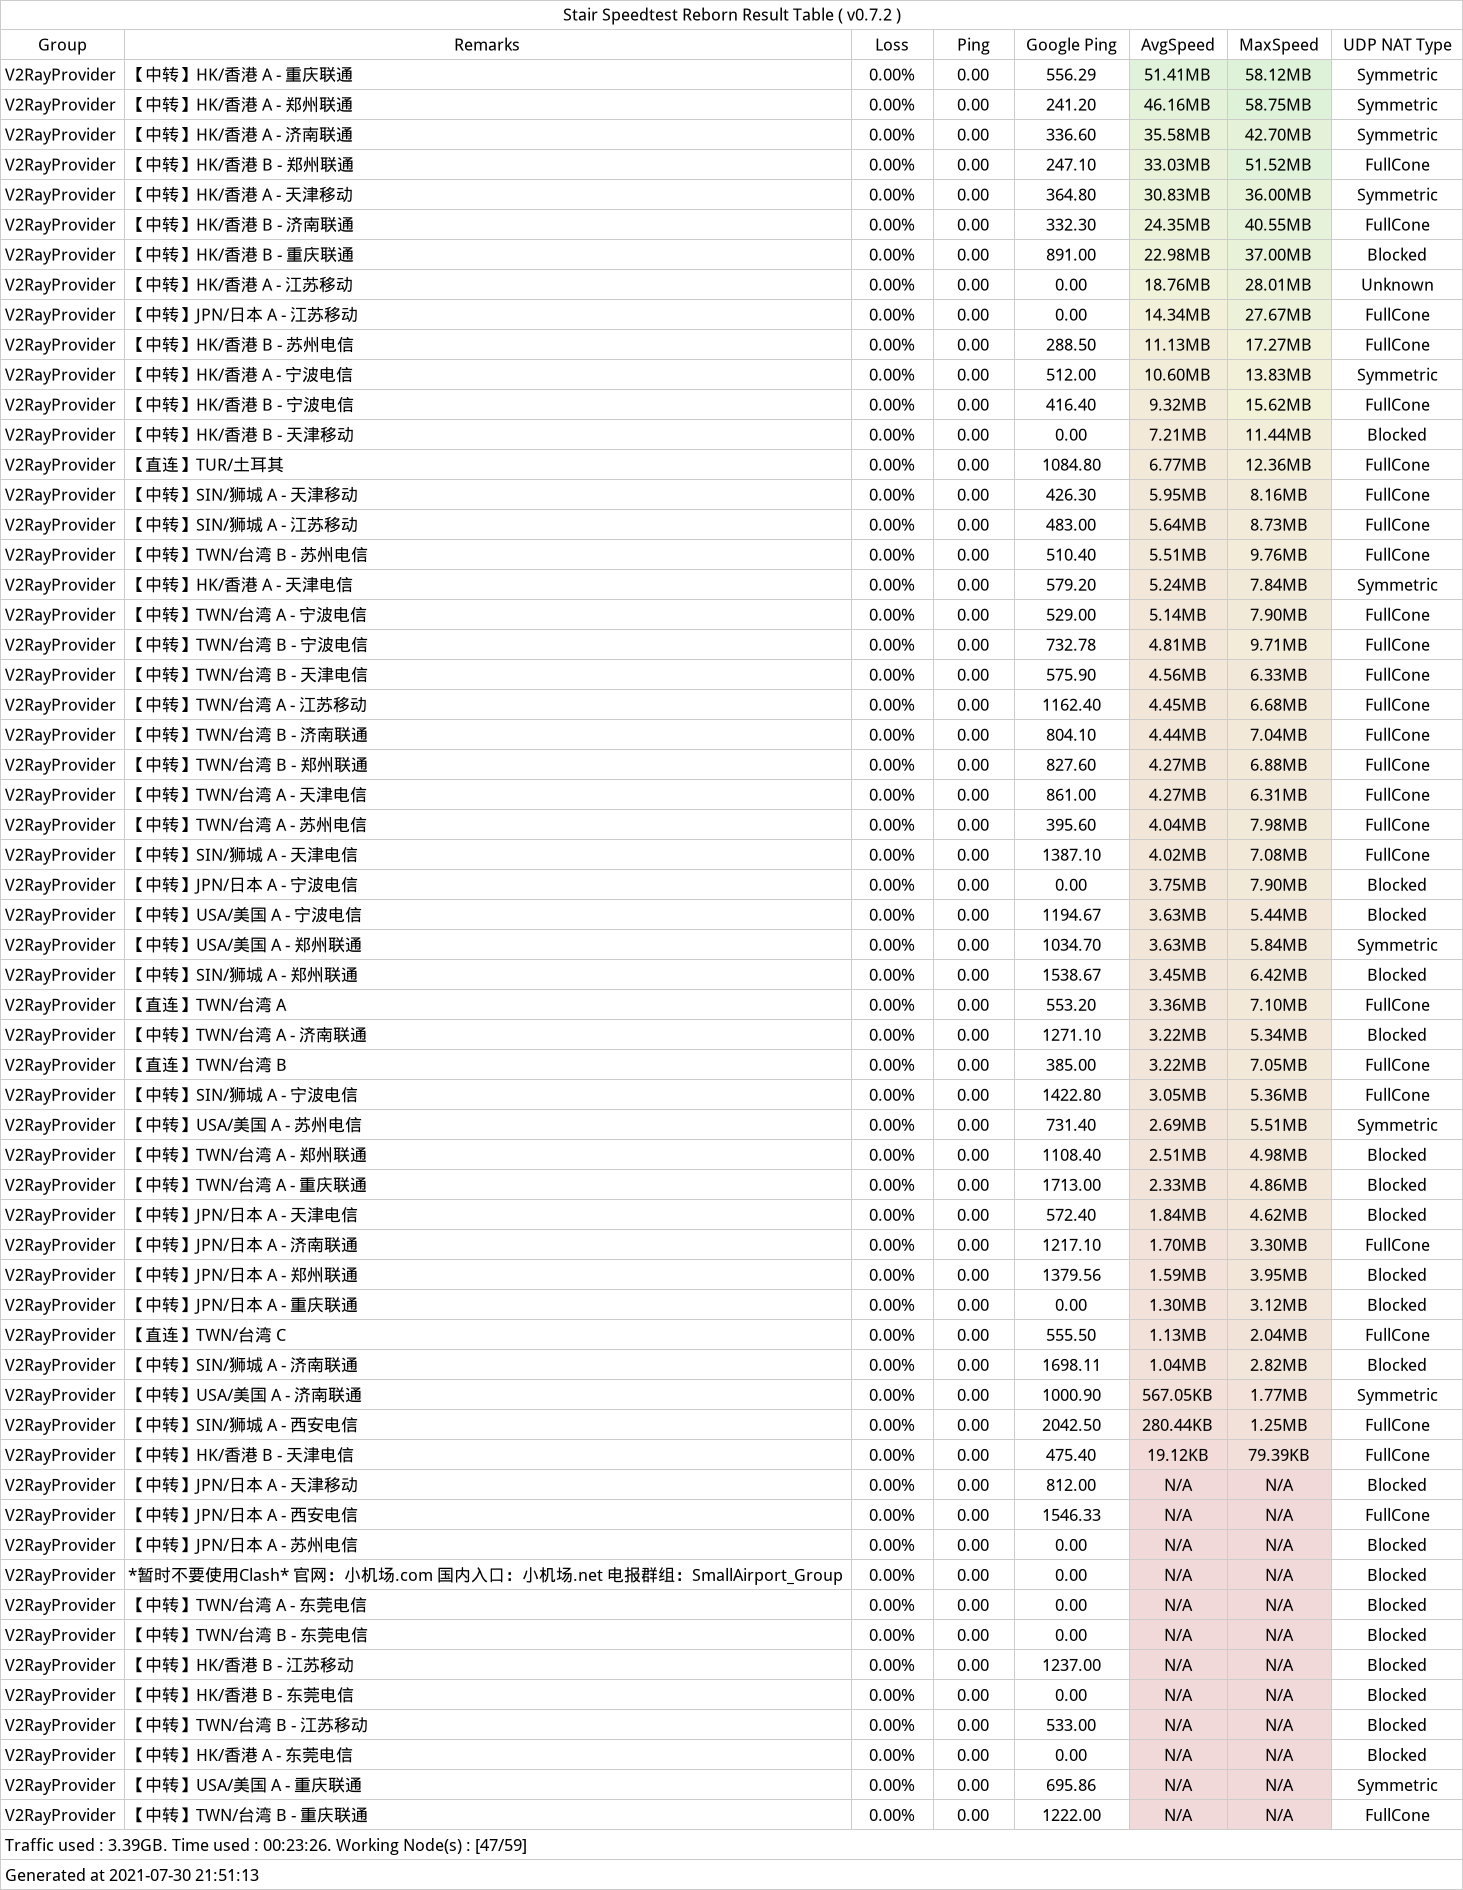 Stair Speedtest Reborn Result Table ( v0.7.2 )
Group Remarks Loss Ping Google Ping AvgSpeed MaxSpeed UDP NAT Type
V2RayProvider 【中转】HK/香港 A - 重庆联通 0.00% 0.00 556.29 51.41MB 58.12MB Symmetric
V2RayProvider 【中转】HK/香港 A - 郑州联通 0.00% 0.00 241.20 46.16MB 58.75MB Symmetric
V2RayProvider 【中转】HK/香港 A - 济南联通 0.00% 0.00 336.60 35.58MB 42.70MB Symmetric
V2RayProvider 【中转】HK/香港 B - 郑州联通 0.00% 0.00 247.10 33.03MB 51.52MB FullCone
V2RayProvider 【中转】HK/香港 A - 天津移动 0.00% 0.00 364.80 30.83MB 36.00MB Symmetric
V2RayProvider 【中转】HK/香港 B - 济南联通 0.00% 0.00 332.30 24.35MB 40.55MB FullCone
V2RayProvider 【中转】HK/香港 B - 重庆联通 0.00% 0.00 891.00 22.98MB 37.00MB Blocked
V2RayProvider 【中转】HK/香港 A - 江苏移动 0.00% 0.00 0.00 18.76MB 28.01MB Unknown
V2RayProvider 【中转】JPN/日本 A - 江苏移动 0.00% 0.00 0.00 14.34MB 27.67MB FullCone
V2RayProvider 【中转】HK/香港 B - 苏州电信 0.00% 0.00 288.50 11.13MB 17.27MB FullCone
V2RayProvider 【中转】HK/香港 A - 宁波电信 0.00% 0.00 512.00 10.60MB 13.83MB Symmetric
V2RayProvider 【中转】HK/香港 B - 宁波电信 0.00% 0.00 416.40 9.32MB 15.62MB FullCone
V2RayProvider 【中转】HK/香港 B - 天津移动 0.00% 0.00 0.00 7.21MB 11.44MB Blocked
V2RayProvider 【直连】TUR/土耳其 0.00% 0.00 1084.80 6.77MB 12.36MB FullCone
V2RayProvider 【中转】SIN/狮城 A - 天津移动 0.00% 0.00 426.30 5.95MB 8.16MB FullCone
V2RayProvider 【中转】SIN/狮城 A - 江苏移动 0.00% 0.00 483.00 5.64MB 8.73MB FullCone
V2RayProvider 【中转】TWN/台湾 B - 苏州电信 0.00% 0.00 510.40 5.51MB 9.76MB FullCone
V2RayProvider 【中转】HK/香港 A - 天津电信 0.00% 0.00 579.20 5.24MB 7.84MB Symmetric
V2RayProvider 【中转】TWN/台湾 A - 宁波电信 0.00% 0.00 529.00 5.14MB 7.90MB FullCone
V2RayProvider 【中转】TWN/台湾 B - 宁波电信 0.00% 0.00 732.78 4.81MB 9.71MB FullCone
V2RayProvider 【中转】TWN/台湾 B - 天津电信 0.00% 0.00 575.90 4.56MB 6.33MB FullCone
V2RayProvider 【中转】TWN/台湾 A - 江苏移动 0.00% 0.00 1162.40 4.45MB 6.68MB FullCone
V2RayProvider 【中转】TWN/台湾 B - 济南联通 0.00% 0.00 804.10 4.44MB 7.04MB FullCone
V2RayProvider 【中转】TWN/台湾 B - 郑州联通 0.00% 0.00 827.60 4.27MB 6.88MB FullCone
V2RayProvider 【中转】TWN/台湾 A - 天津电信 0.00% 0.00 861.00 4.27MB 6.31MB FullCone
V2RayProvider 【中转】TWN/台湾 A - 苏州电信 0.00% 0.00 395.60 4.04MB 7.98MB FullCone
V2RayProvider 【中转】SIN/狮城 A - 天津电信 0.00% 0.00 1387.10 4.02MB 7.08MB FullCone
V2RayProvider 【中转】JPN/日本 A - 宁波电信 0.00% 0.00 0.00 3.75MB 7.90MB Blocked
V2RayProvider 【中转】USA/美国 A - 宁波电信 0.00% 0.00 1194.67 3.63MB 5.44MB Blocked
V2RayProvider 【中转】USA/美国 A - 郑州联通 0.00% 0.00 1034.70 3.63MB 5.84MB Symmetric
V2RayProvider 【中转】SIN/狮城 A - 郑州联通 0.00% 0.00 1538.67 3.45MB 6.42MB Blocked
V2RayProvider 【直连】TWN/台湾 A 0.00% 0.00 553.20 3.36MB 7.10MB FullCone
V2RayProvider 【中转】TWN/台湾 A - 济南联通 0.00% 0.00 1271.10 3.22MB 5.34MB Blocked
V2RayProvider 【直连】TWN/台湾 B 0.00% 0.00 385.00 3.22MB 7.05MB FullCone
V2RayProvider 【中转】SIN/狮城 A - 宁波电信 0.00% 0.00 1422.80 3.05MB 5.36MB FullCone
V2RayProvider 【中转】USA/美国 A - 苏州电信 0.00% 0.00 731.40 2.69MB 5.51MB Symmetric
V2RayProvider 【中转】TWN/台湾 A - 郑州联通 0.00% 0.00 1108.40 2.51MB 4.98MB Blocked
V2RayProvider 【中转】TWN/台湾 A - 重庆联通 0.00% 0.00 1713.00 2.33MB 4.86MB Blocked
V2RayProvider 【中转】JPN/日本 A - 天津电信 0.00% 0.00 572.40 1.84MB 4.62MB Blocked
V2RayProvider 【中转】JPN/日本 A - 济南联通 0.00% 0.00 1217.10 1.70MB 3.30MB FullCone
V2RayProvider 【中转】JPN/日本 A - 郑州联通 0.00% 0.00 1379.56 1.59MB 3.95MB Blocked
V2RayProvider 【中转】JPN/日本 A - 重庆联通 0.00% 0.00 0.00 1.30MB 3.12MB Blocked
V2RayProvider 【直连】TWN/台湾 C 0.00% 0.00 555.50 1.13MB 2.04MB FullCone
V2RayProvider 【中转】SIN/狮城 A - 济南联通 0.00% 0.00 1698.11 1.04MB 2.82MB Blocked
V2RayProvider 【中转】USA/美国 A - 济南联通 0.00% 0.00 1000.90 567.05KB 1.77MB Symmetric
V2RayProvider 【中转】SIN/狮城 A - 西安电信 0.00% 0.00 2042.50 280.44KB 1.25MB FullCone
V2RayProvider 【中转】HK/香港 B - 天津电信 0.00% 0.00 475.40 19.12KB 79.39KB FullCone
V2RayProvider 【中转】JPN/日本 A - 天津移动 0.00% 0.00 812.00 N/A N/A Blocked
V2RayProvider 【中转】JPN/日本 A - 西安电信 0.00% 0.00 1546.33 N/A N/A FullCone
V2RayProvider 【中转】JPN/日本 A - 苏州电信 0.00% 0.00 0.00 N/A N/A Blocked
V2RayProvider *暂时不要使用Clash* 官网：小机场.com 国内入口：小机场.net 电报群组：SmallAirport_Group 0.00% 0.00 0.00 N/A N/A Blocked
V2RayProvider 【中转】TWN/台湾 A - 东莞电信 0.00% 0.00 0.00 N/A N/A Blocked
V2RayProvider 【中转】TWN/台湾 B - 东莞电信 0.00% 0.00 0.00 N/A N/A Blocked
V2RayProvider 【中转】HK/香港 B - 江苏移动 0.00% 0.00 1237.00 N/A N/A Blocked
V2RayProvider 【中转】HK/香港 B - 东莞电信 0.00% 0.00 0.00 N/A N/A Blocked
V2RayProvider 【中转】TWN/台湾 B - 江苏移动 0.00% 0.00 533.00 N/A N/A Blocked
V2RayProvider 【中转】HK/香港 A - 东莞电信 0.00% 0.00 0.00 N/A N/A Blocked
V2RayProvider 【中转】USA/美国 A - 重庆联通 0.00% 0.00 695.86 N/A N/A Symmetric
V2RayProvider 【中转】TWN/台湾 B - 重庆联通 0.00% 0.00 1222.00 N/A N/A FullCone
Traffic used : 3.39GB. Time used : 00:23:26. Working Node(s) : [47/59]
Generated at 2021-07-30 21:51:13